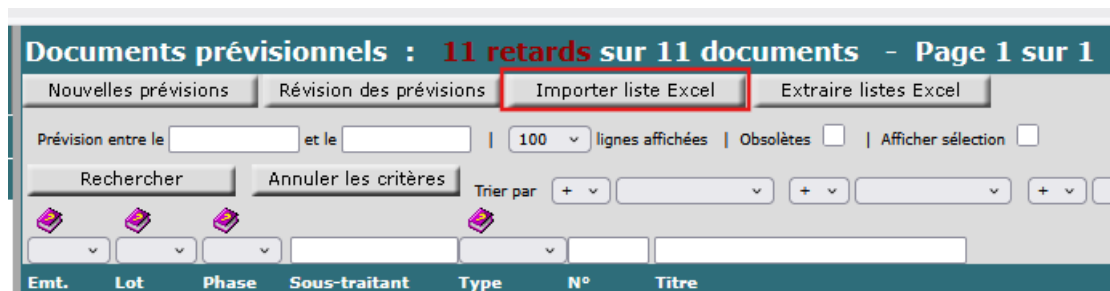 Documents prévisionnels : 11 retards sur 11 documents - Page 1 sur 1
Nouvelles prévisions Révision des prévisions Importer liste Excel Extraire listes Excel
Prévision entre le et le | 100 lignes affichées | Obsolètes | Afficher sélection
Rechercher Annuler les critères Trier par + + +
Emt. Lot Phase Sous-traitant Type N° Titre